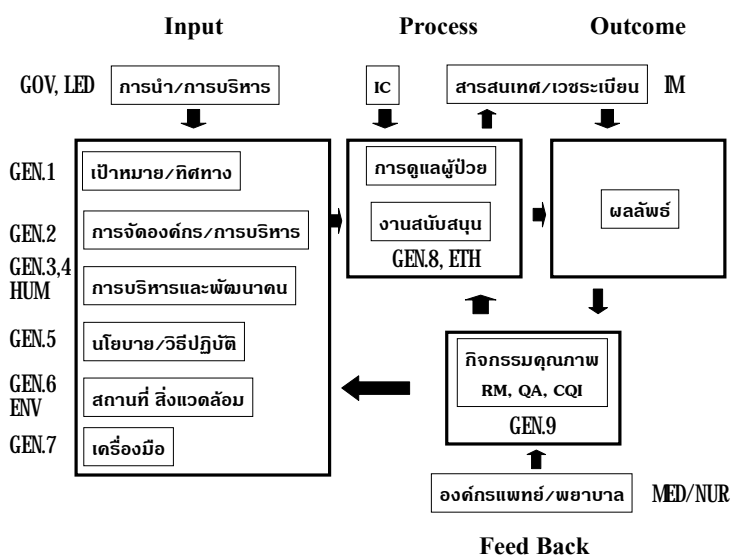 Input Process Outcome
GOV, LED การนำ/การบริหาร IC สารสนเทศ/เวชระเบียน IM
GEN.1 เป้าหมาย/ทิศทาง
GEN.2 การจัดองค์กร/การบริหาร
GEN.3,4
HUM การบริหารและพัฒนาคน
GEN.5 นโยบาย/วิธีปฏิบัติ
GEN.6
ENV สถานที่ สิ่งแวดล้อม
GEN.7 เครื่องมือ
การดูแลผู้ป่วย
งานสนับสนุน
GEN.8, ETH
ผลลัพธ์
กิจกรรมคุณภาพ
RM, QA, CQI
GEN.9
องค์กรแพทย์/พยาบาล MED/NUR
Feed Back